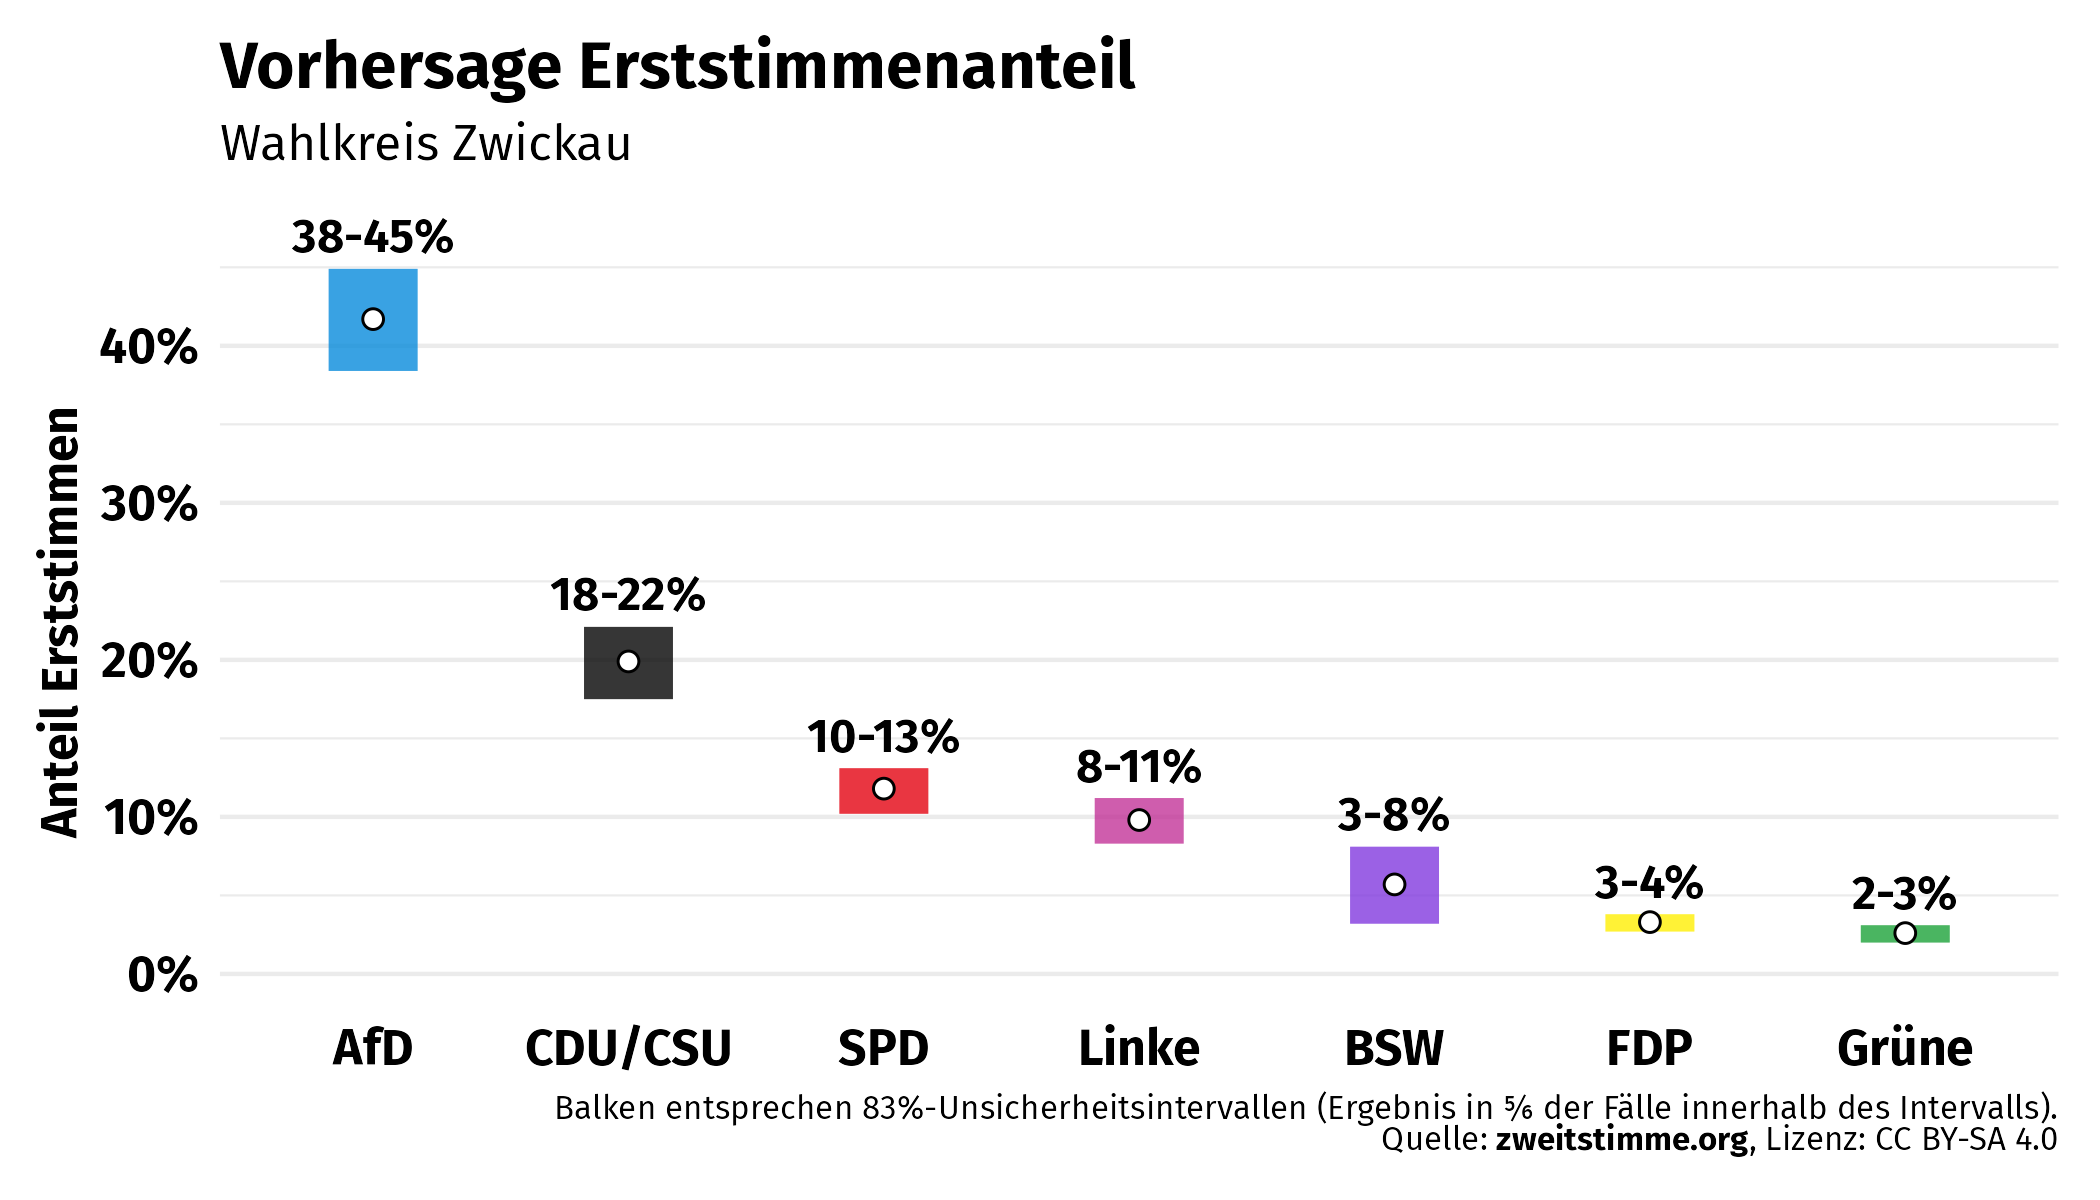 Vorhersage Erststimmenanteil
Wahlkreis Zwickau
38-45%
40%
30%
18-22%
20%
10-13%
8-11%
3-8%
10%
3-4%
2-3%
0%
Anteil Erststimmen
AfD CDU/CSU SPD Linke BSW FDP Grüne
Balken entsprechen 83%-Unsicherheitsintervallen (Ergebnis in ⅚ der Fälle innerhalb des Intervalls).
Quelle: zweitstimme.org, Lizenz: CC BY-SA 4.0